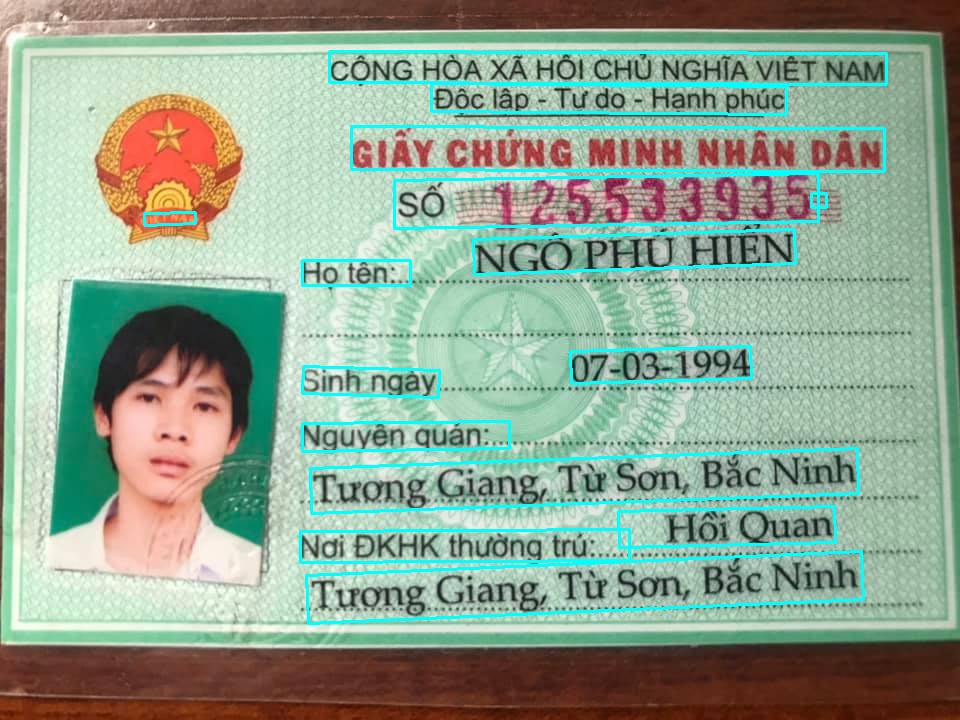 CỘNG HÒA XÃ HỘI CHỦ NGHĨA VIỆT NAM
Độc lập - Tự do - Hạnh phúc
GIẤY CHỨNG MINH NHÂN DÂN
SỐ 125533935
VIỆT NAM
Họ tên: NGÔ PHÚ HIỂN
Sinh ngày 07-03-1994
Nguyên quán:
Tương Giang, Từ Sơn, Bắc Ninh
Nơi ĐKHK thường trú: Hồi Quan
Tương Giang, Từ Sơn, Bắc Ninh